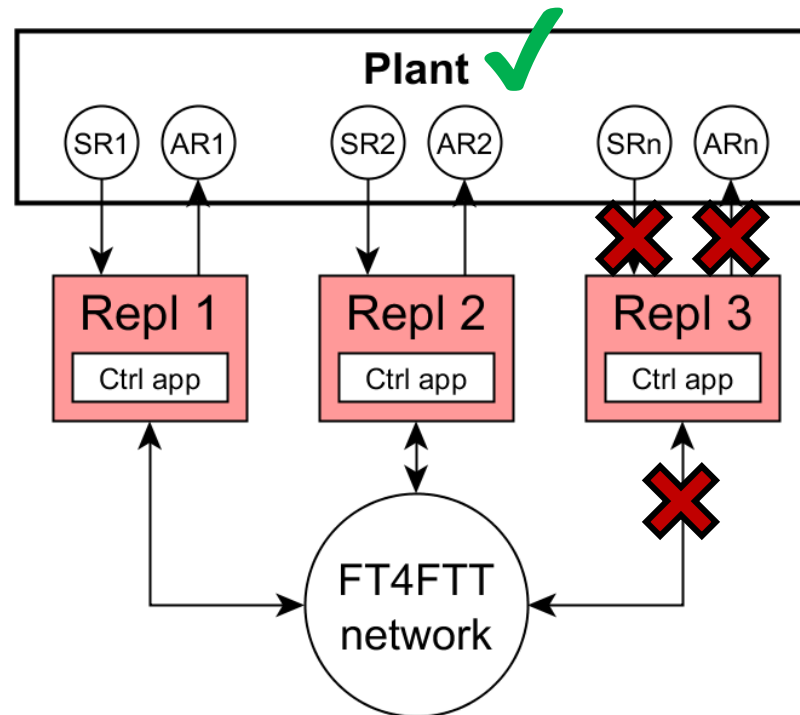 Plant
SR1 AR1 SR2 AR2 SRn ARn
Repl 1 Repl 2 Repl 3
Ctrl app Ctrl app Ctrl app
FT4FTT
network